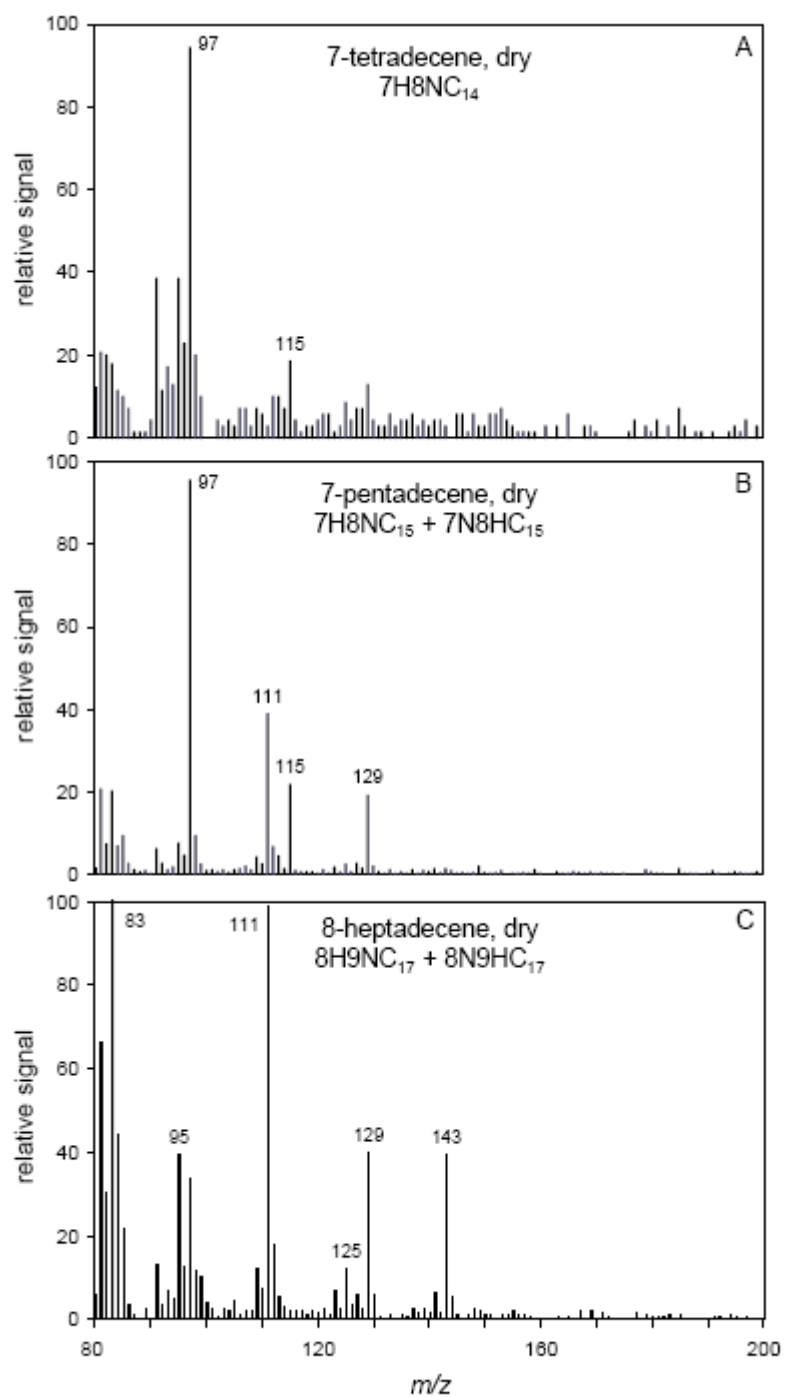 100
80
60
40
20
0
relative signal
97
115
7-tetradecene, dry
7H8NC₁₄
A
100
80
60
40
20
0
relative signal
97
111
115
129
7-pentadecene, dry
7H8NC₁₅ + 7N8HC₁₅
B
100
80
60
40
20
0
relative signal
83
95
111
125
129
143
8-heptadecene, dry
8H9NC₁₇ + 8N9HC₁₇
C
80 120 160 200
m/z